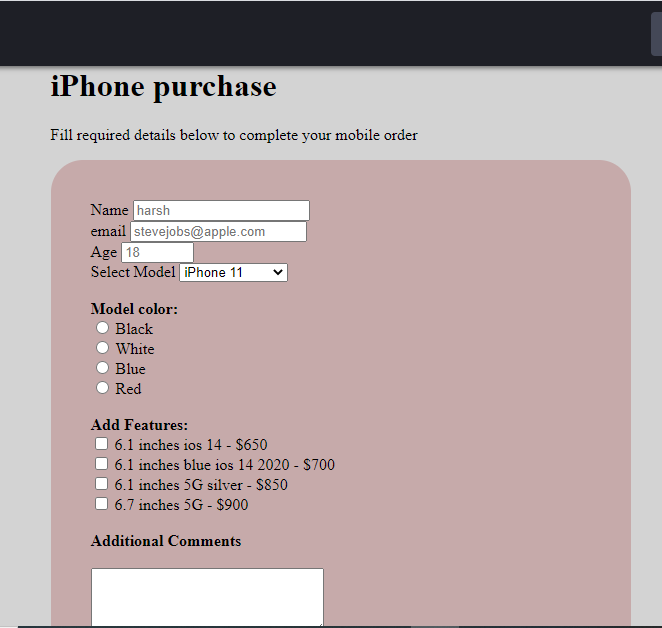 iPhone purchase
Fill required details below to complete your mobile order
Name harsh
email stevejobs@apple.com
Age 18
Select Model iPhone 11
Model color:
Black
White
Blue
Red
Add Features:
6.1 inches ios 14 - $650
6.1 inches blue ios 14 2020 - $700
6.1 inches 5G silver - $850
6.7 inches 5G - $900
Additional Comments